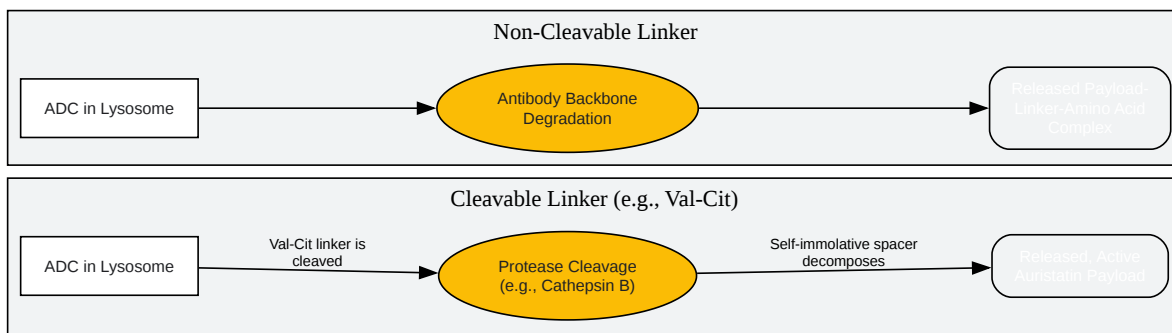 Non-Cleavable Linker
ADC in Lysosome
Antibody Backbone
Degradation
Released Payload-
Linker-Amino Acid
Complex
Cleavable Linker (e.g., Val-Cit)
ADC in Lysosome
Val-Cit linker is
cleaved
Protease Cleavage
(e.g., Cathepsin B)
Self-immolative spacer
decomposes
Released, Active
Auristatin Payload